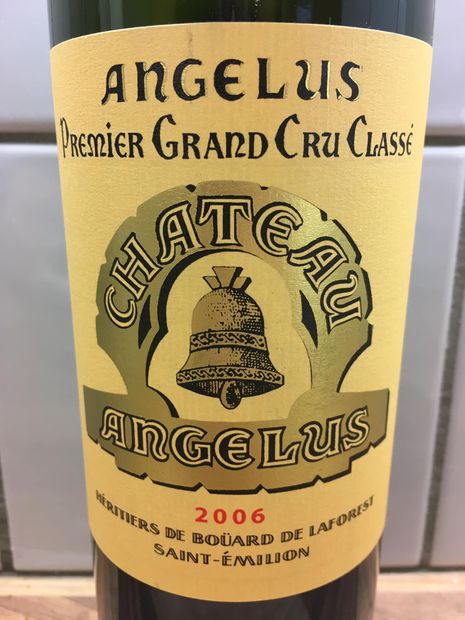 ANGELUS
PREMIER GRAND CRU CLASSÉ
CHATEAU
ANGELUS
2006
HÉRITIERS DE BOÜARD DE LAFOREST
SAINT-ÉMILION